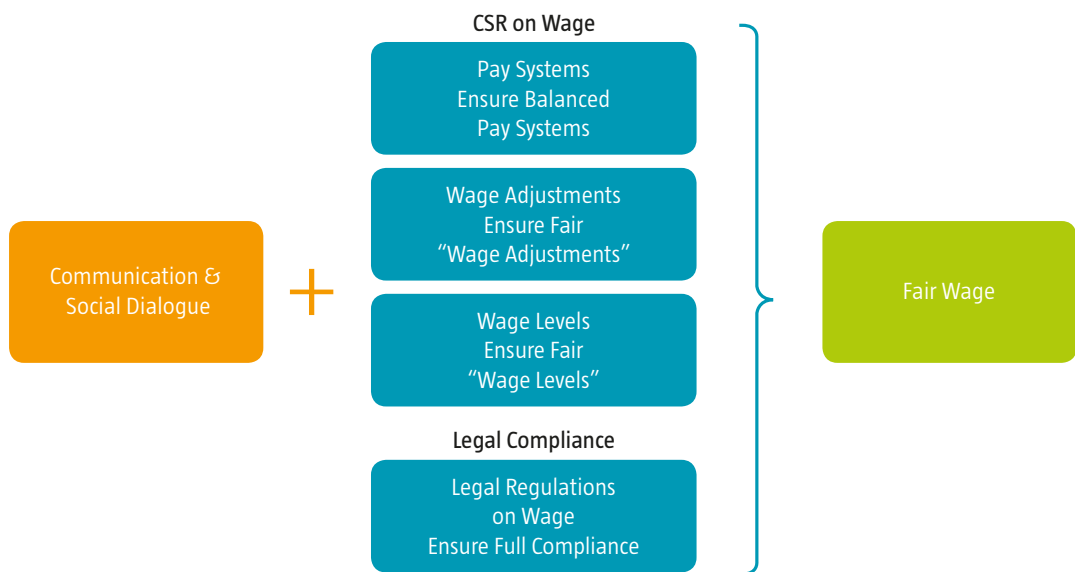 CSR on Wage
Pay Systems
Ensure Balanced
Pay Systems
Wage Adjustments
Ensure Fair
“Wage Adjustments”
Communication &
Social Dialogue
+
Wage Levels
Ensure Fair
“Wage Levels”
Fair Wage
Legal Compliance
Legal Regulations
on Wage
Ensure Full Compliance